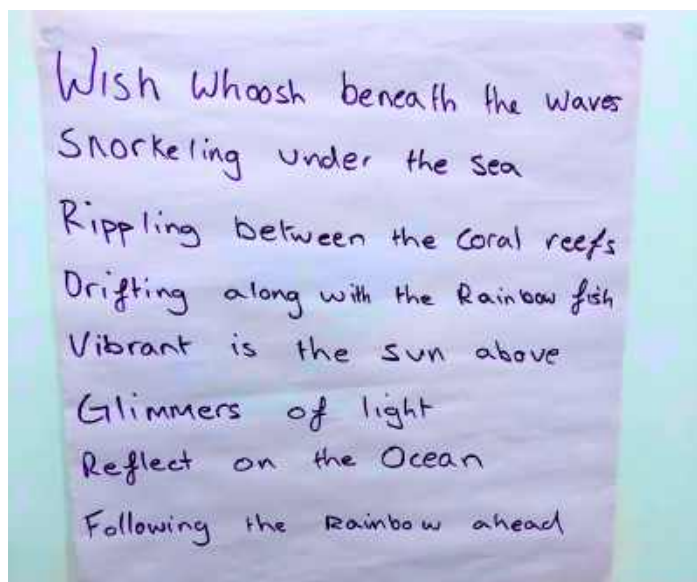 Wish Whoosh beneath the waves
Snorkeling under the sea
Rippling between the Coral reefs
Drifting along with the Rainbow fish
Vibrant is the sun above
Glimmers of light
Reflect on the Ocean
Following the Rainbow ahead